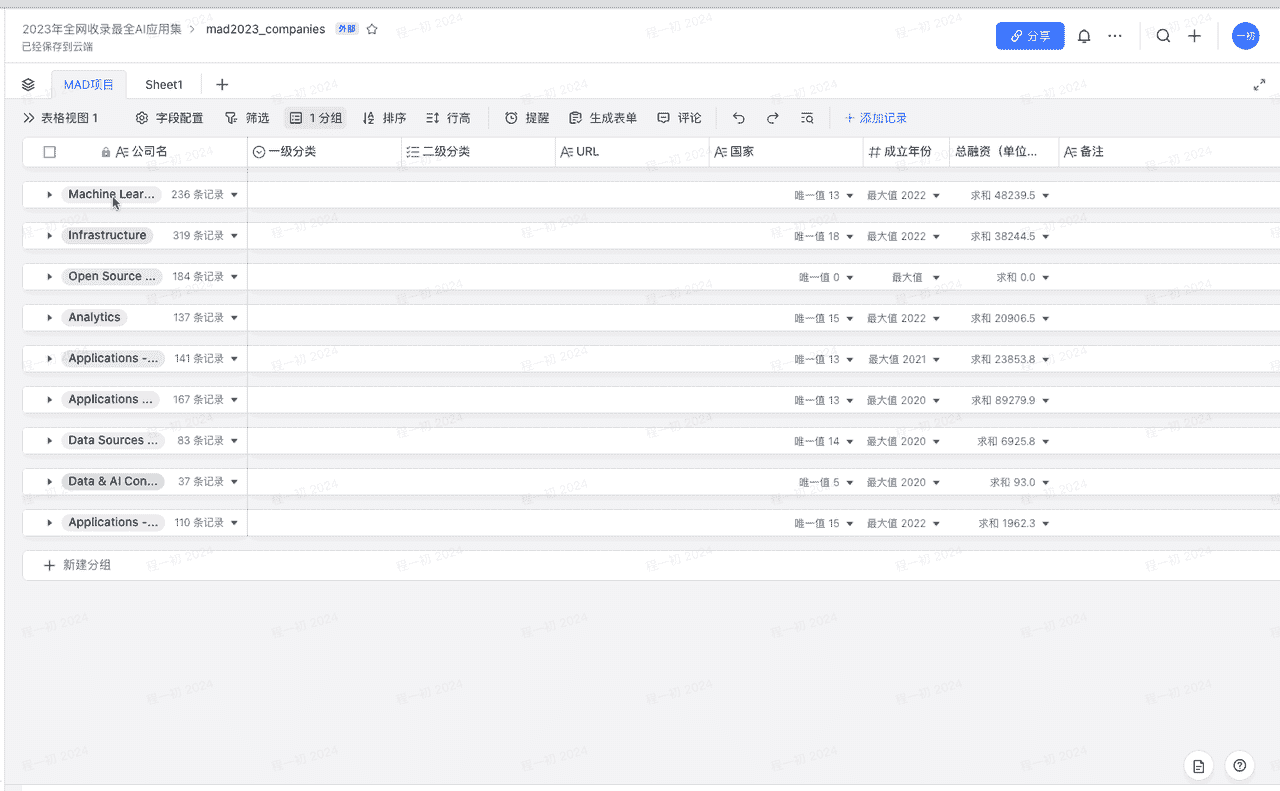 2023年全网收录最全AI应用集 > mad2023_companies 外部
已经保存到云端
分享
一初
MAD项目 Sheet1
表格视图 1 字段配置 筛选 1 分组 排序 行高 提醒 生成表单 评论 添加记录
公司名 一级分类 二级分类 URL 国家 成立年份 总融资（单位... 备注
Machine Lear... 236 条记录 唯一值 13 最大值 2022 求和 48239.5
Infrastructure 319 条记录 唯一值 18 最大值 2022 求和 38244.5
Open Source ... 184 条记录 唯一值 0 最大值 求和 0.0
Analytics 137 条记录 唯一值 15 最大值 2022 求和 20906.5
Applications -... 141 条记录 唯一值 13 最大值 2021 求和 23853.8
Applications ... 167 条记录 唯一值 13 最大值 2020 求和 89279.9
Data Sources ... 83 条记录 唯一值 14 最大值 2020 求和 6925.8
Data & AI Con... 37 条记录 唯一值 5 最大值 2020 求和 93.0
Applications -... 110 条记录 唯一值 15 最大值 2022 求和 1962.3
新建分组
程一初 2024